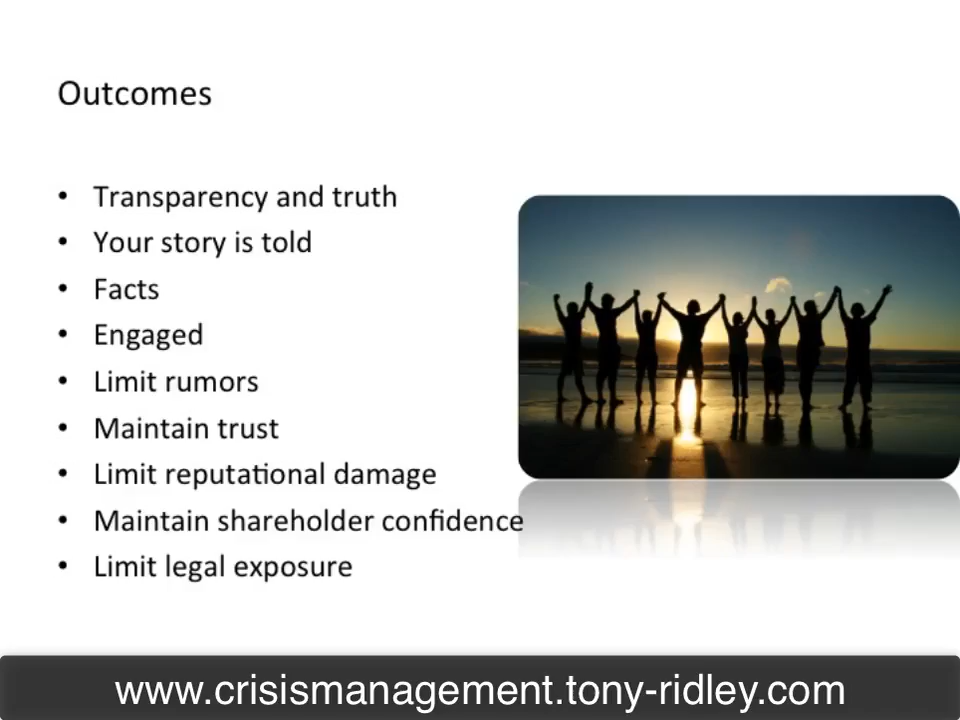 Outcomes
• Transparency and truth
• Your story is told
• Facts
• Engaged
• Limit rumors
• Maintain trust
• Limit reputational damage
• Maintain shareholder confidence
• Limit legal exposure
www.crisismanagement.tony-ridley.com